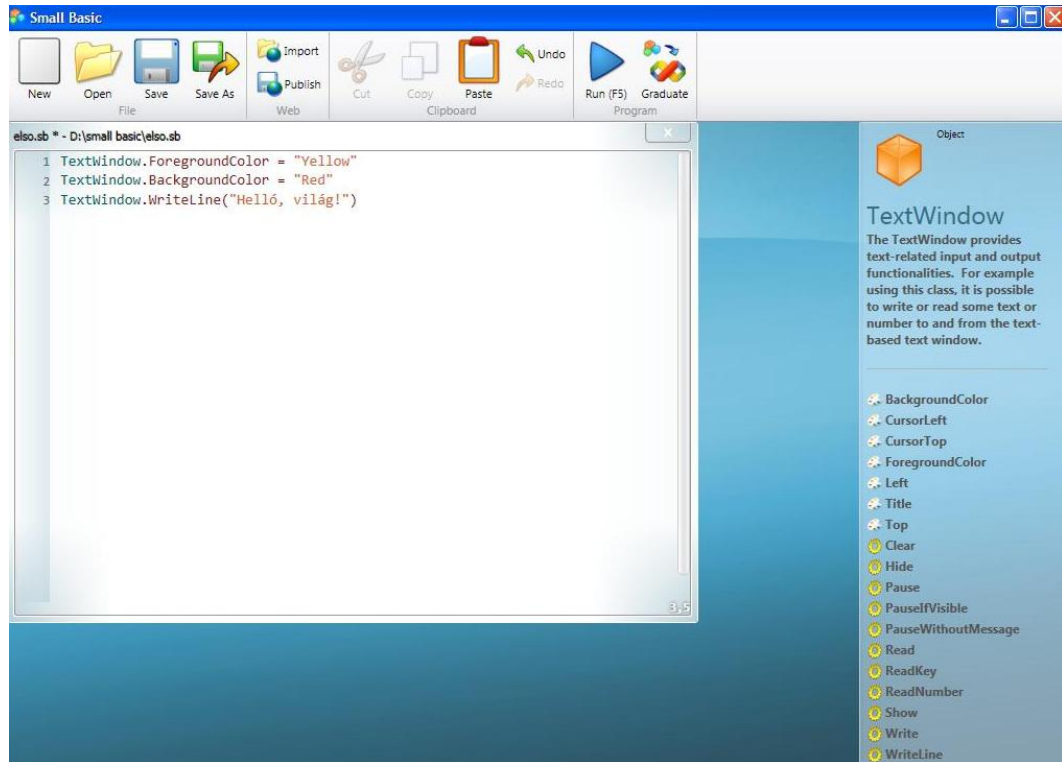 Small Basic
New
Open
Save
Save As
File
Import
Publish
Web
Cut
Copy
Paste
Undo
Redo
Clipboard
Run (F5)
Graduate
Program
elso.sb * - D:\small basic\elso.sb
x
1 TextWindow.ForegroundColor = "Yellow"
2 TextWindow.BackgroundColor = "Red"
3 TextWindow.WriteLine("Helló, világ!")
3,5
Object
TextWindow
The TextWindow provides
text-related input and output
functionalities. For example
using this class, it is possible
to write or read some text or
number to and from the text-
based text window.
BackgroundColor
CursorLeft
CursorTop
ForegroundColor
Left
Title
Top
Clear
Hide
Pause
PauseIfVisible
PauseWithoutMessage
Read
ReadKey
ReadNumber
Show
Write
WriteLine